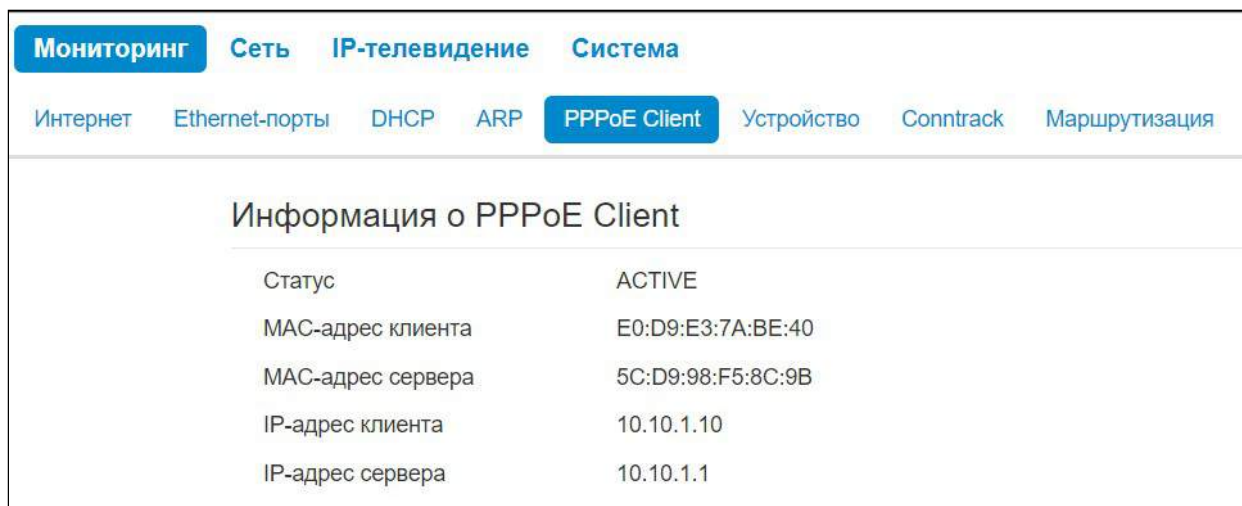 Мониторинг Сеть IP-телевидение Система
Интернет Ethernet-порты DHCP ARP PPPoE Client Устройство Conntrack Маршрутизация
Информация о PPPoE Client
Статус ACTIVE
MAC-адрес клиента E0:D9:E3:7A:BE:40
MAC-адрес сервера 5C:D9:98:F5:8C:9B
IP-адрес клиента 10.10.1.10
IP-адрес сервера 10.10.1.1